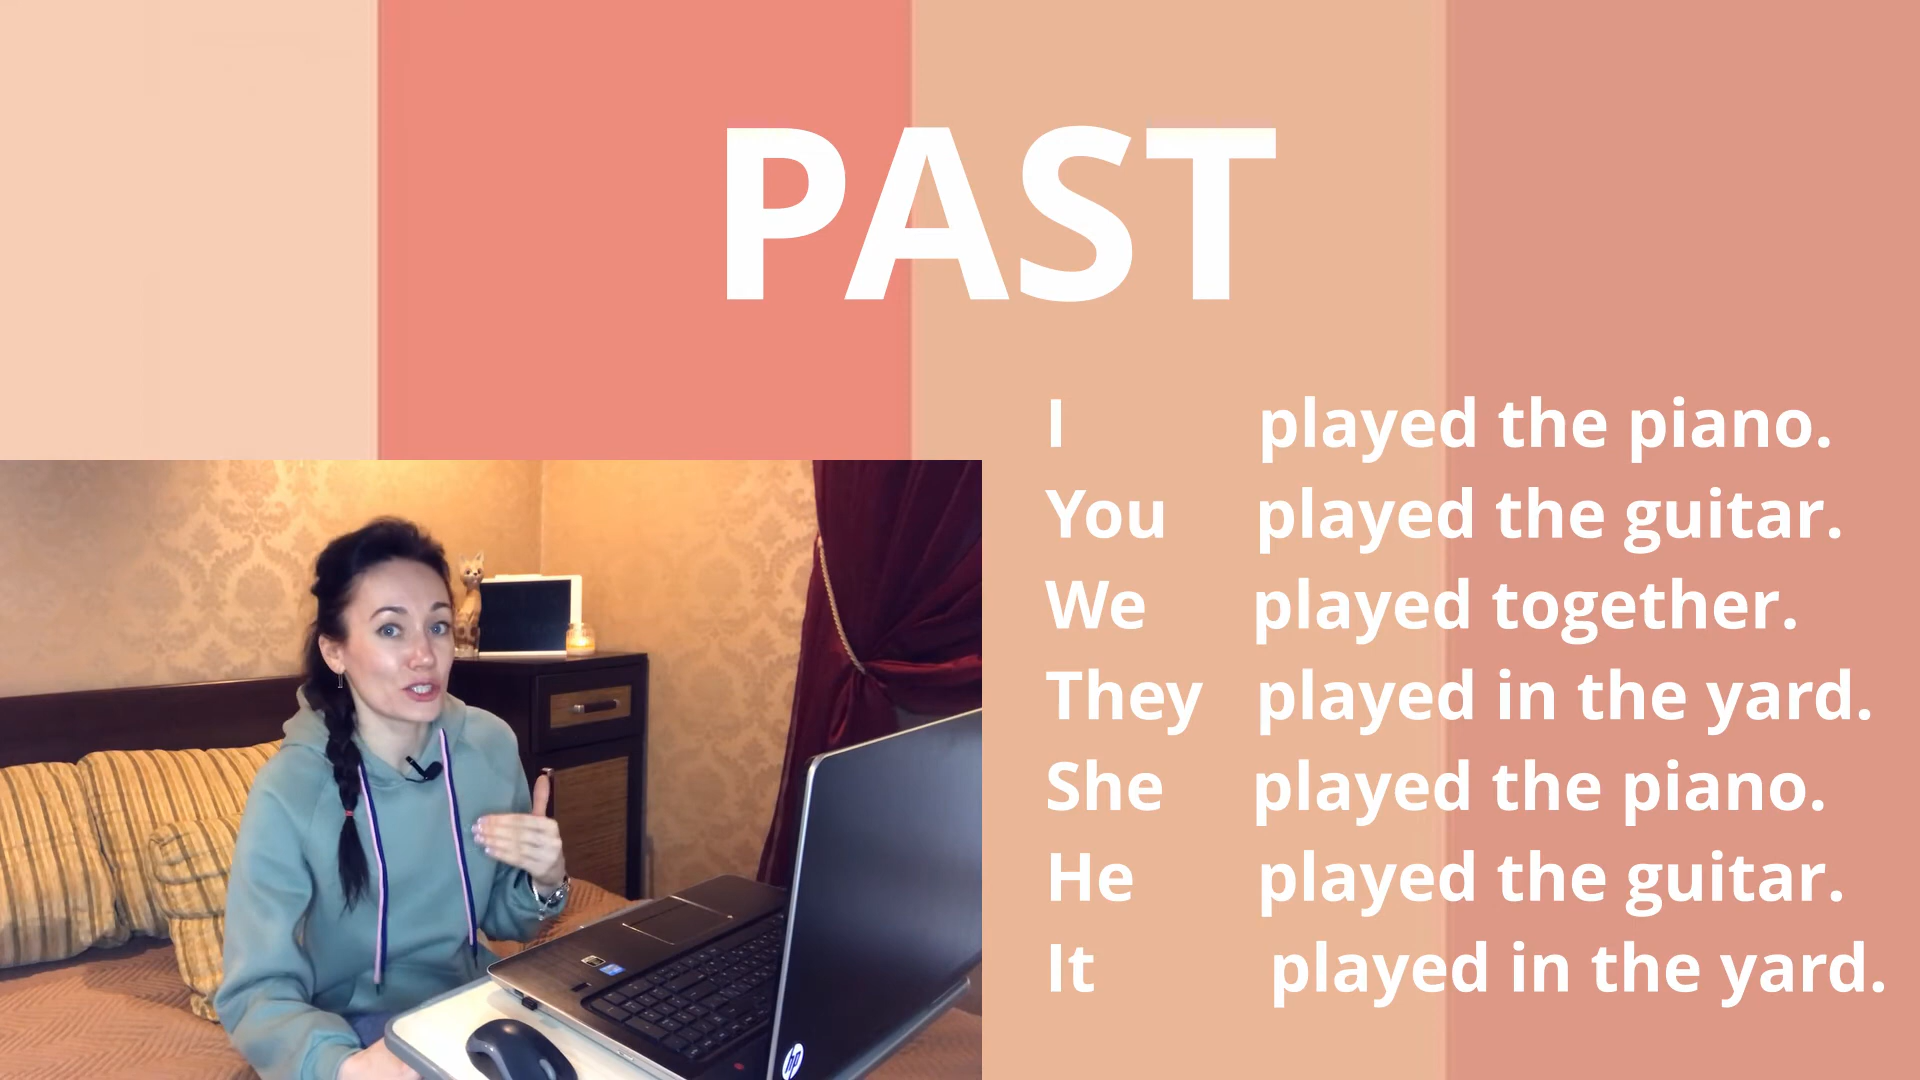 PAST
I played the piano.
You played the guitar.
We played together.
They played in the yard.
She played the piano.
He played the guitar.
It played in the yard.
hp